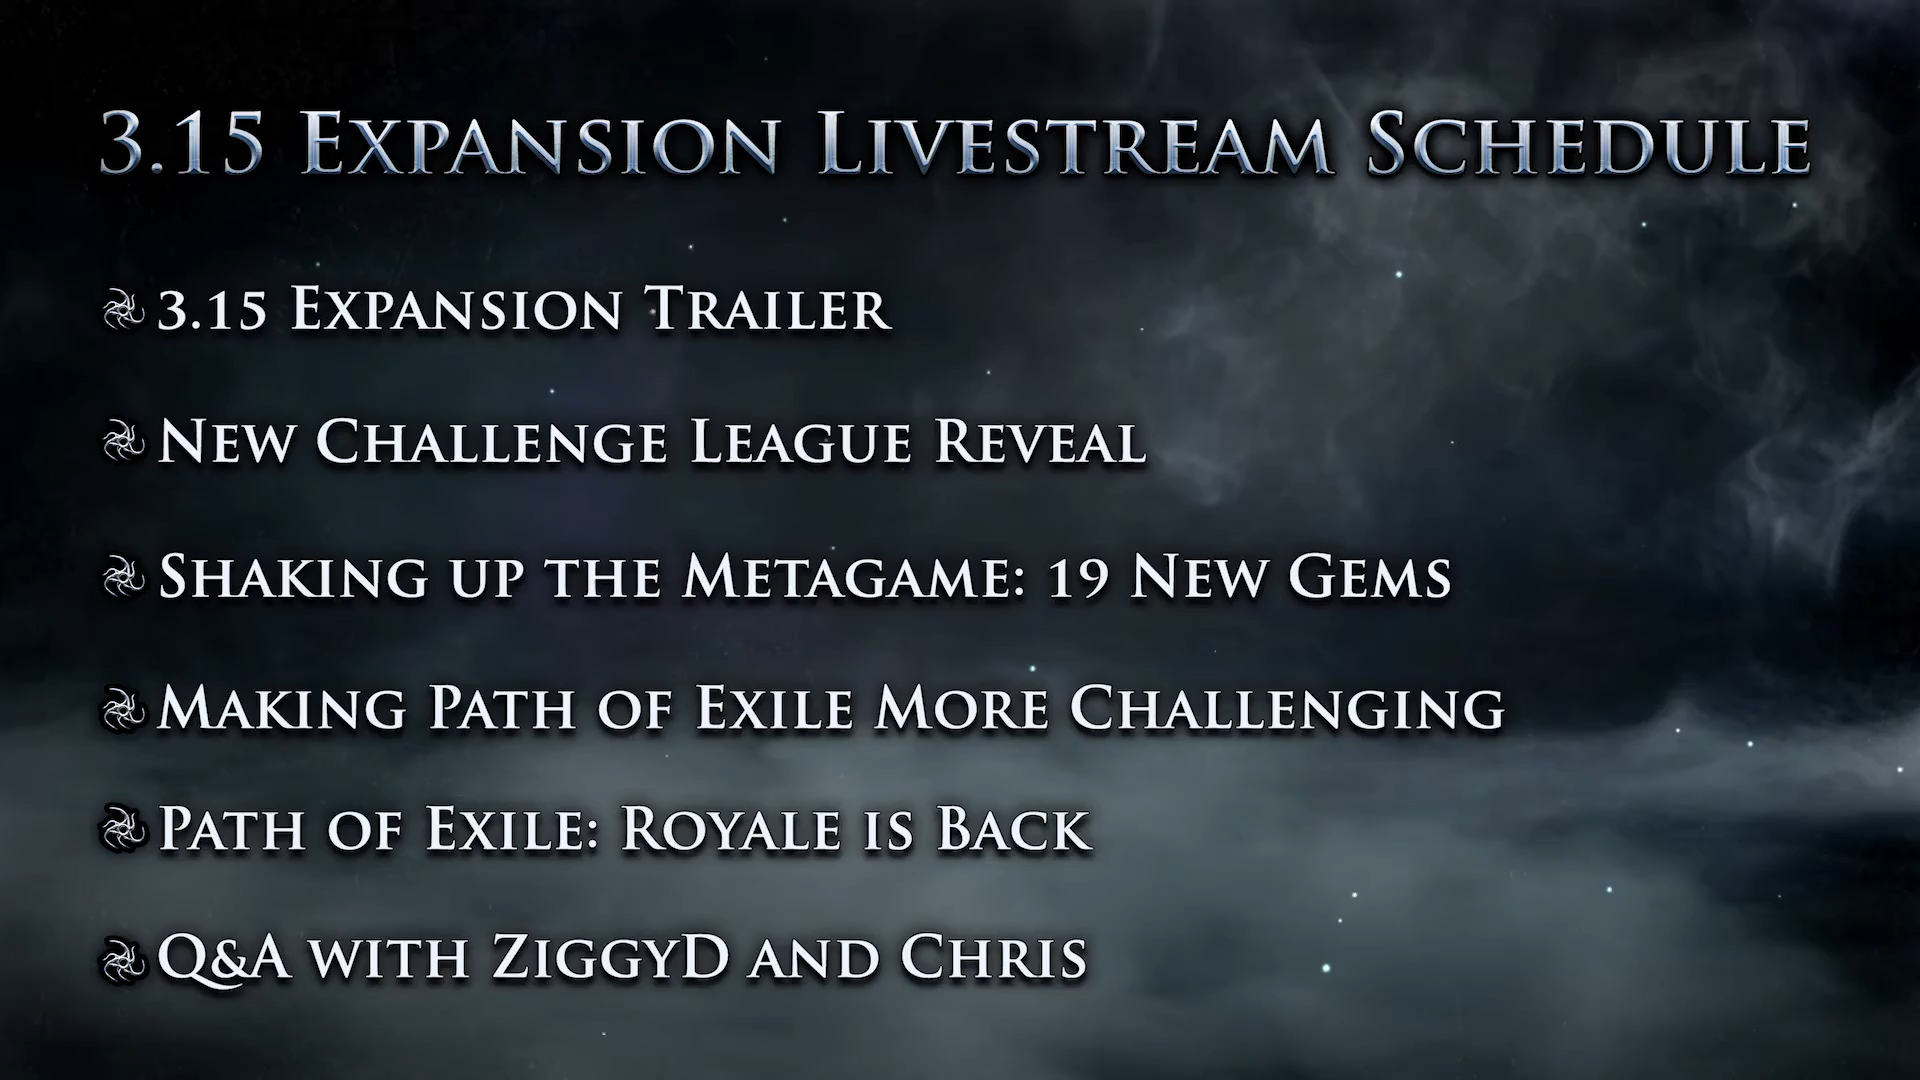 3.15 Expansion Livestream Schedule
3.15 Expansion Trailer
New Challenge League Reveal
Shaking up the Metagame: 19 New Gems
Making Path of Exile More Challenging
Path of Exile: Royale is Back
Q&A with ZiggyD and Chris